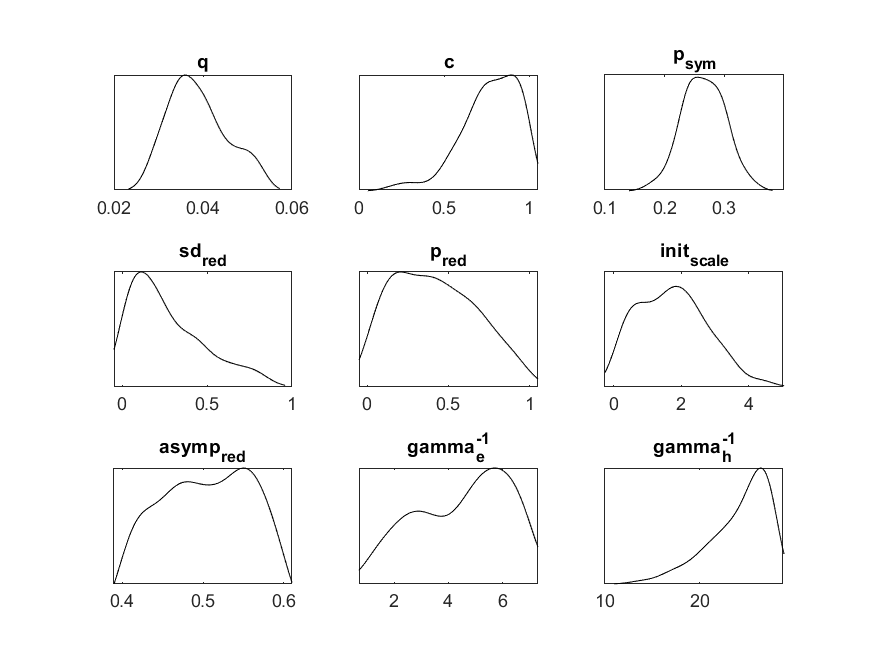 q c p_sym
0.02 0.04 0.06 0 0.5 1 0.1 0.2 0.3
sd_red p_red init_scale
0 0.5 1 0 0.5 1 0 2 4
asymp_red gamma_e^-1 gamma_h^-1
0.4 0.5 0.6 2 4 6 10 20